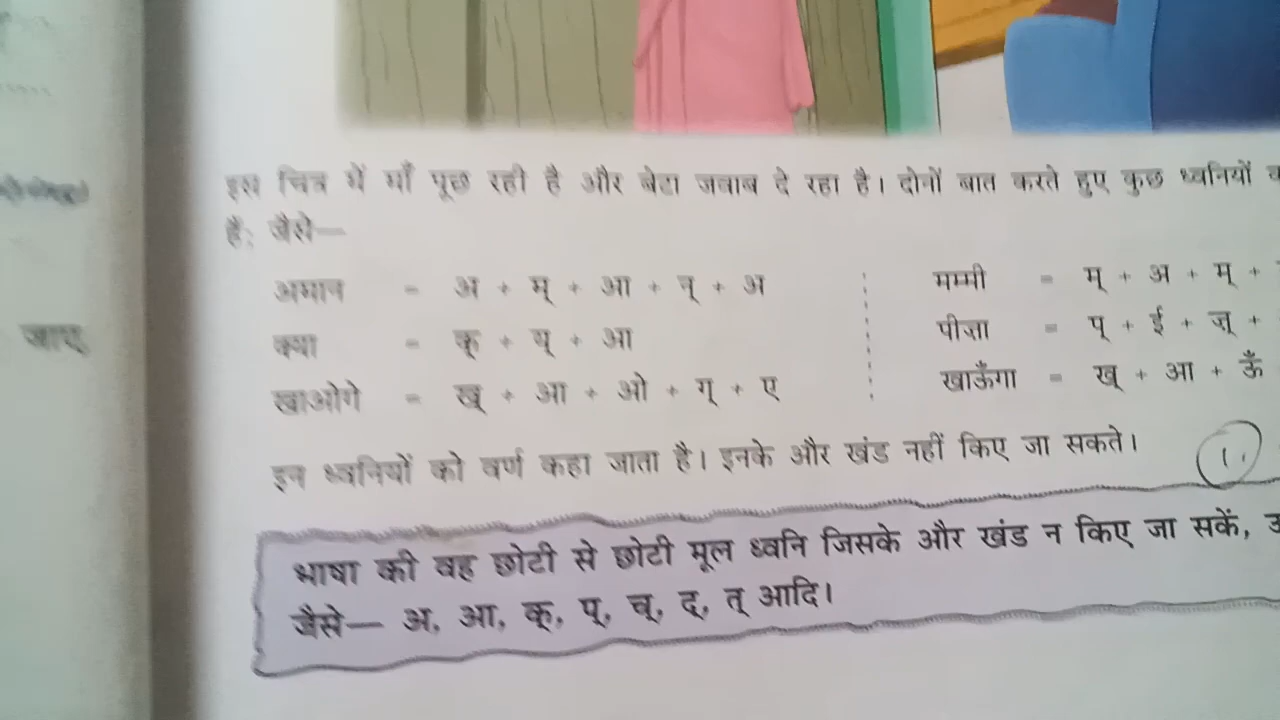 इस चित्र में माँ पूछ रही है और बेटा जवाब दे रहा है। दोनों बात करते हुए कुछ ध्वनियों
हैं; जैसे—
अमान = अ + म् + आ + न् + अ
मम्मी = म् + अ + म् +
क्या = क् + य् + आ
पीज़ा = प् + ई + ज़् +
खाओगे = ख् + आ + ओ + ग् + ए
खाऊँगा = ख् + आ + ऊँ
इन ध्वनियों को वर्ण कहा जाता है। इनके और खंड नहीं किए जा सकते।
1.
भाषा की वह छोटी से छोटी मूल ध्वनि जिसके और खंड न किए जा सकें,
जैसे— अ, आ, क्, प्, च्, द्, त् आदि।
जाए,